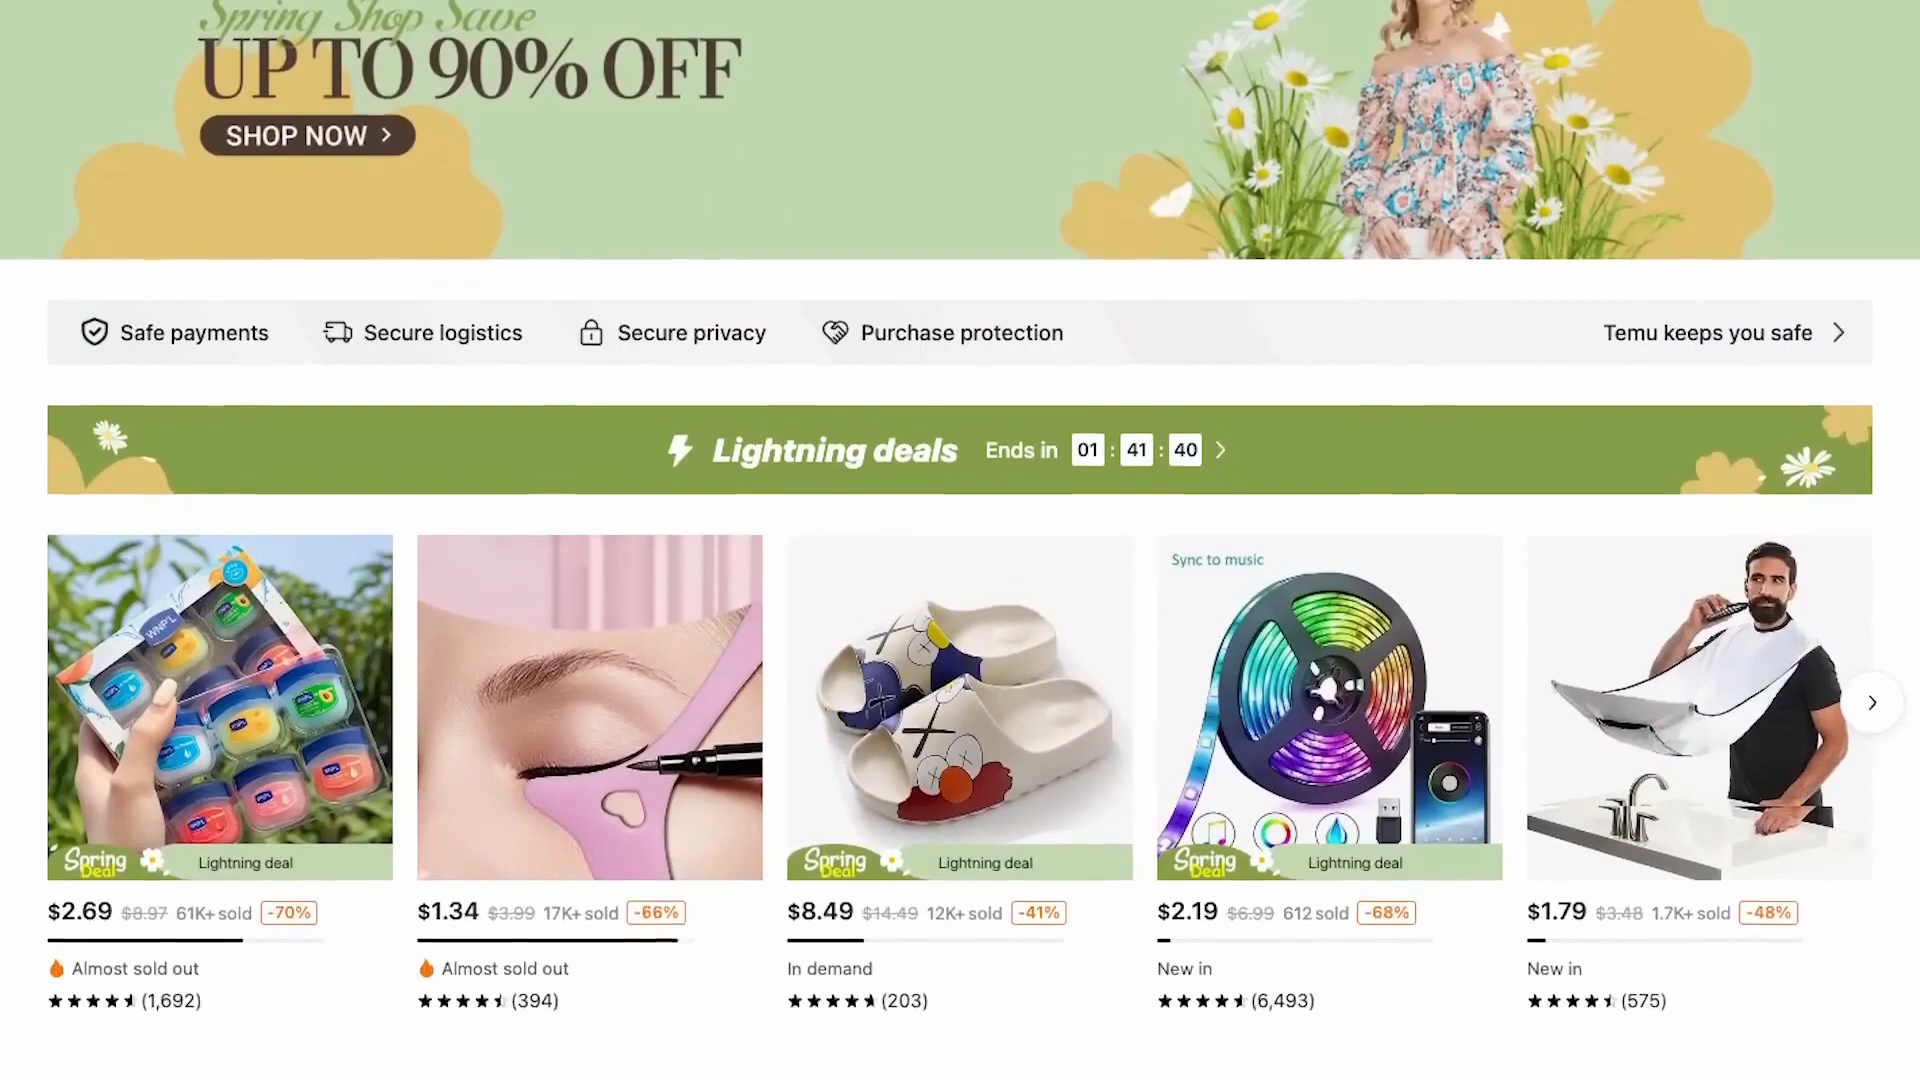 Spring Shop Save
UP TO 90% OFF
SHOP NOW >
Safe payments
Secure logistics
Secure privacy
Purchase protection
Temu keeps you safe
Lightning deals Ends in 01 : 41 : 40
WNP'L
Sync to music
Spring Deal Lightning deal
Spring Deal Lightning deal
Spring Deal Lightning deal
$2.69 $8.97 61K+ sold -70%
Almost sold out
(1,692)
$1.34 $3.99 17K+ sold -66%
Almost sold out
(394)
$8.49 $14.49 12K+ sold -41%
In demand
(203)
$2.19 $6.99 612 sold -68%
New in
(6,493)
$1.79 $3.48 1.7K+ sold -48%
New in
(575)